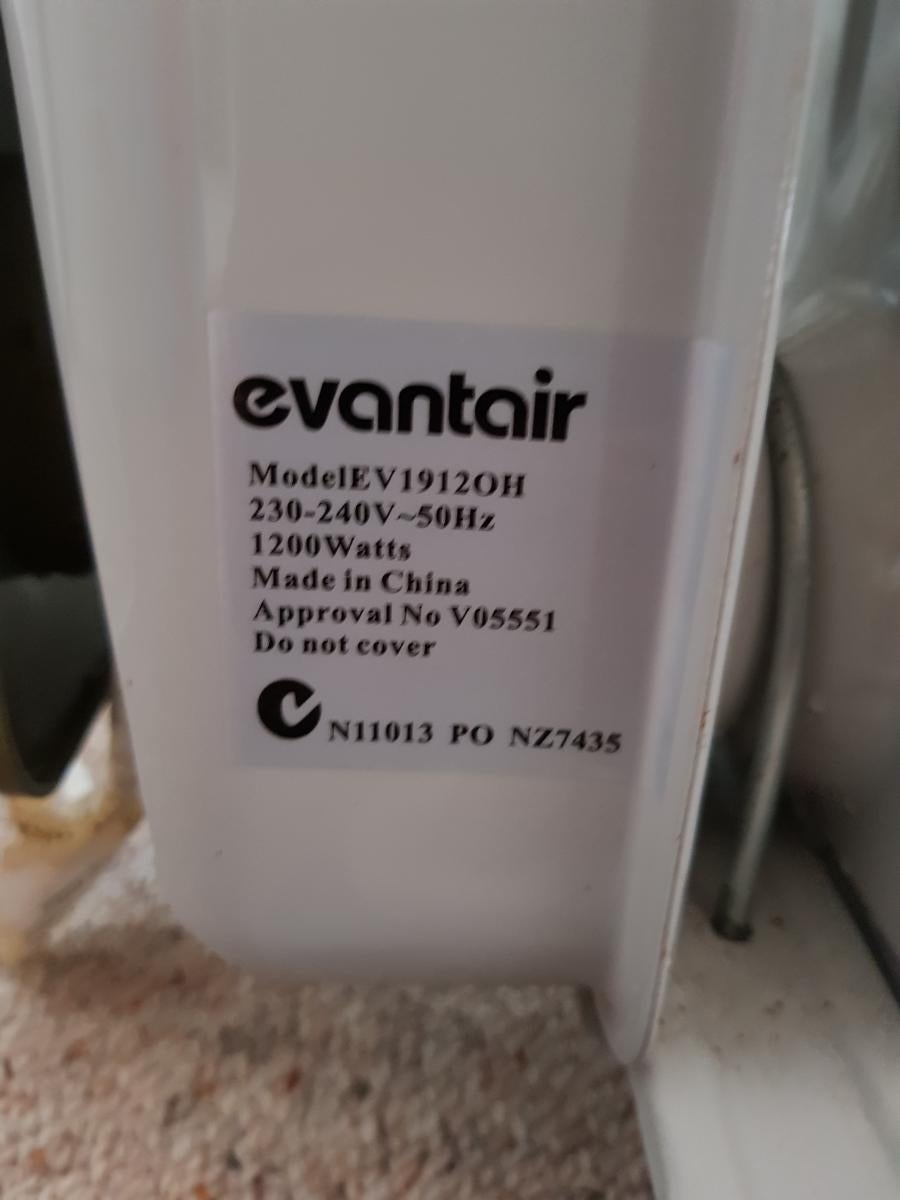 evantair
ModelEV1912OH
230-240V~50Hz
1200Watts
Made in China
Approval No V05551
Do not cover
N11013 PO NZ7435